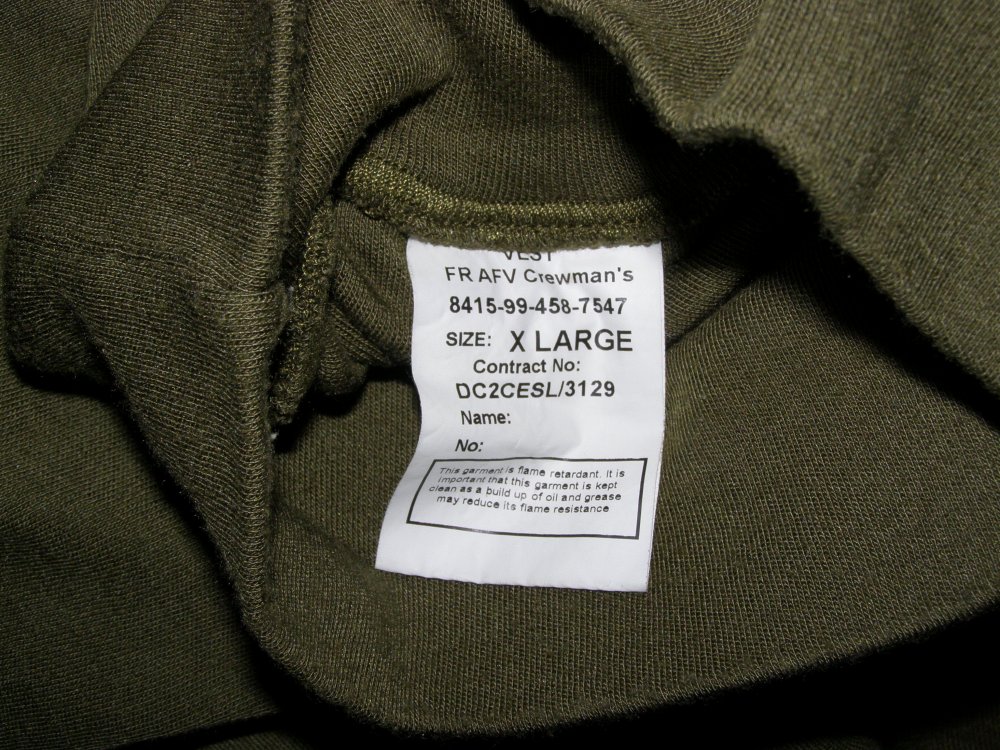 VEST
FR AFV Crewman's
8415-99-458-7547
SIZE: X LARGE
Contract No:
DC2CESL/3129
Name:
No:
This garment is flame retardant. It is
important that this garment is kept
clean as a build up of oil and grease
may reduce its flame resistance